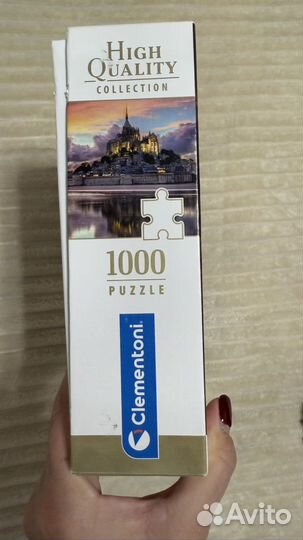 HIGH
QUALITY
COLLECTION
1000
PUZZLE
Clementoni
Avito